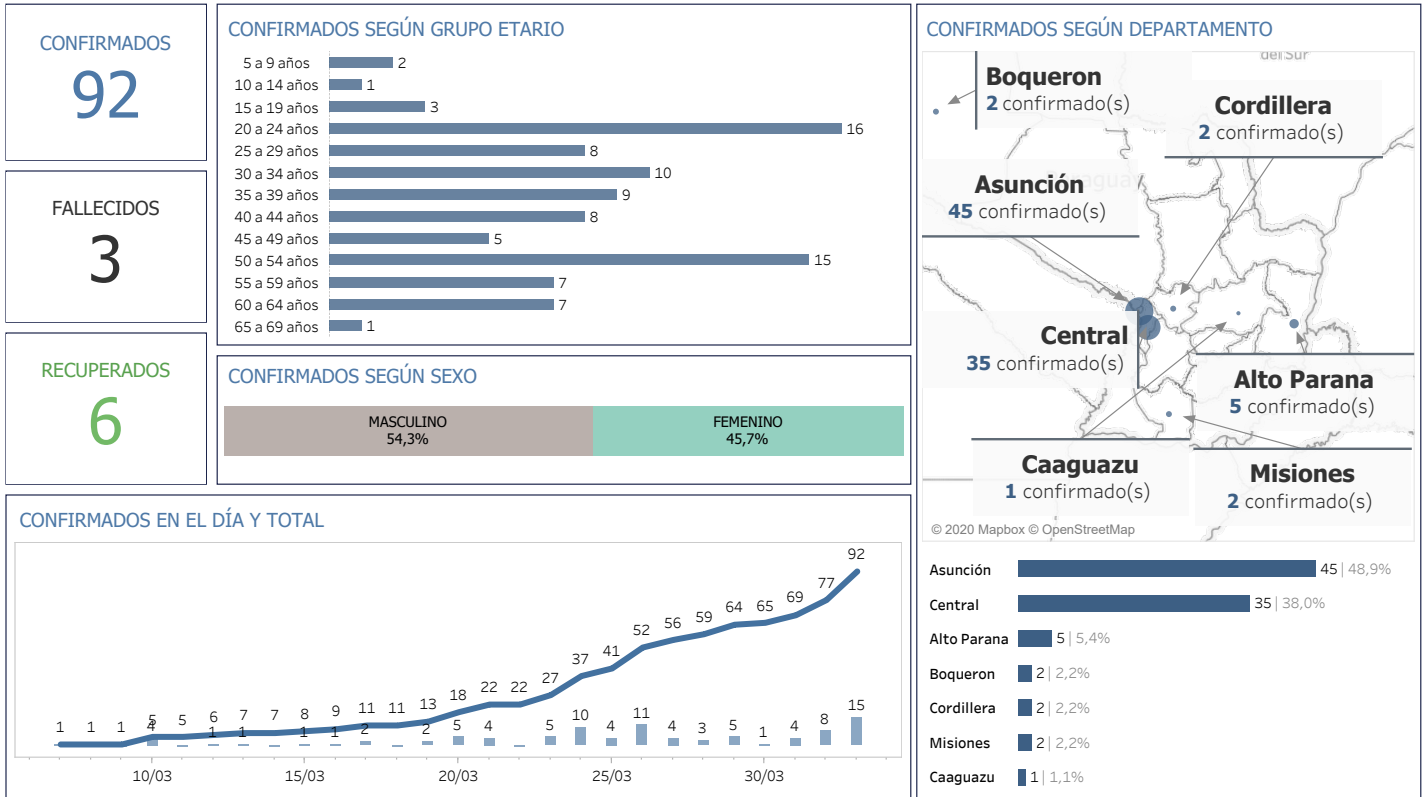 CONFIRMADOS
92
FALLECIDOS
3
RECUPERADOS
6
CONFIRMADOS SEGÚN GRUPO ETARIO
5 a 9 años 2
10 a 14 años 1
15 a 19 años 3
20 a 24 años 16
25 a 29 años 8
30 a 34 años 10
35 a 39 años 9
40 a 44 años 8
45 a 49 años 5
50 a 54 años 15
55 a 59 años 7
60 a 64 años 7
65 a 69 años 1
CONFIRMADOS SEGÚN SEXO
MASCULINO
54,3%
FEMENINO
45,7%
CONFIRMADOS EN EL DÍA Y TOTAL
1 1 1 5 5 6 7 7 8 9 11 11 13 18 22 22 27 37 41 52 56 59 64 65 69 77 92
4 1 1 1 1 2 2 5 4 5 10 4 11 4 3 5 1 4 8 15
10/03 15/03 20/03 25/03 30/03
CONFIRMADOS SEGÚN DEPARTAMENTO
del Sur
Boqueron
2 confirmado(s)
Cordillera
2 confirmado(s)
Asunción
45 confirmado(s)
Central
35 confirmado(s)
Alto Parana
5 confirmado(s)
Caaguazu
1 confirmado(s)
Misiones
2 confirmado(s)
© 2020 Mapbox © OpenStreetMap
Asunción 45 | 48,9%
Central 35 | 38,0%
Alto Parana 5 | 5,4%
Boqueron 2 | 2,2%
Cordillera 2 | 2,2%
Misiones 2 | 2,2%
Caaguazu 1 | 1,1%